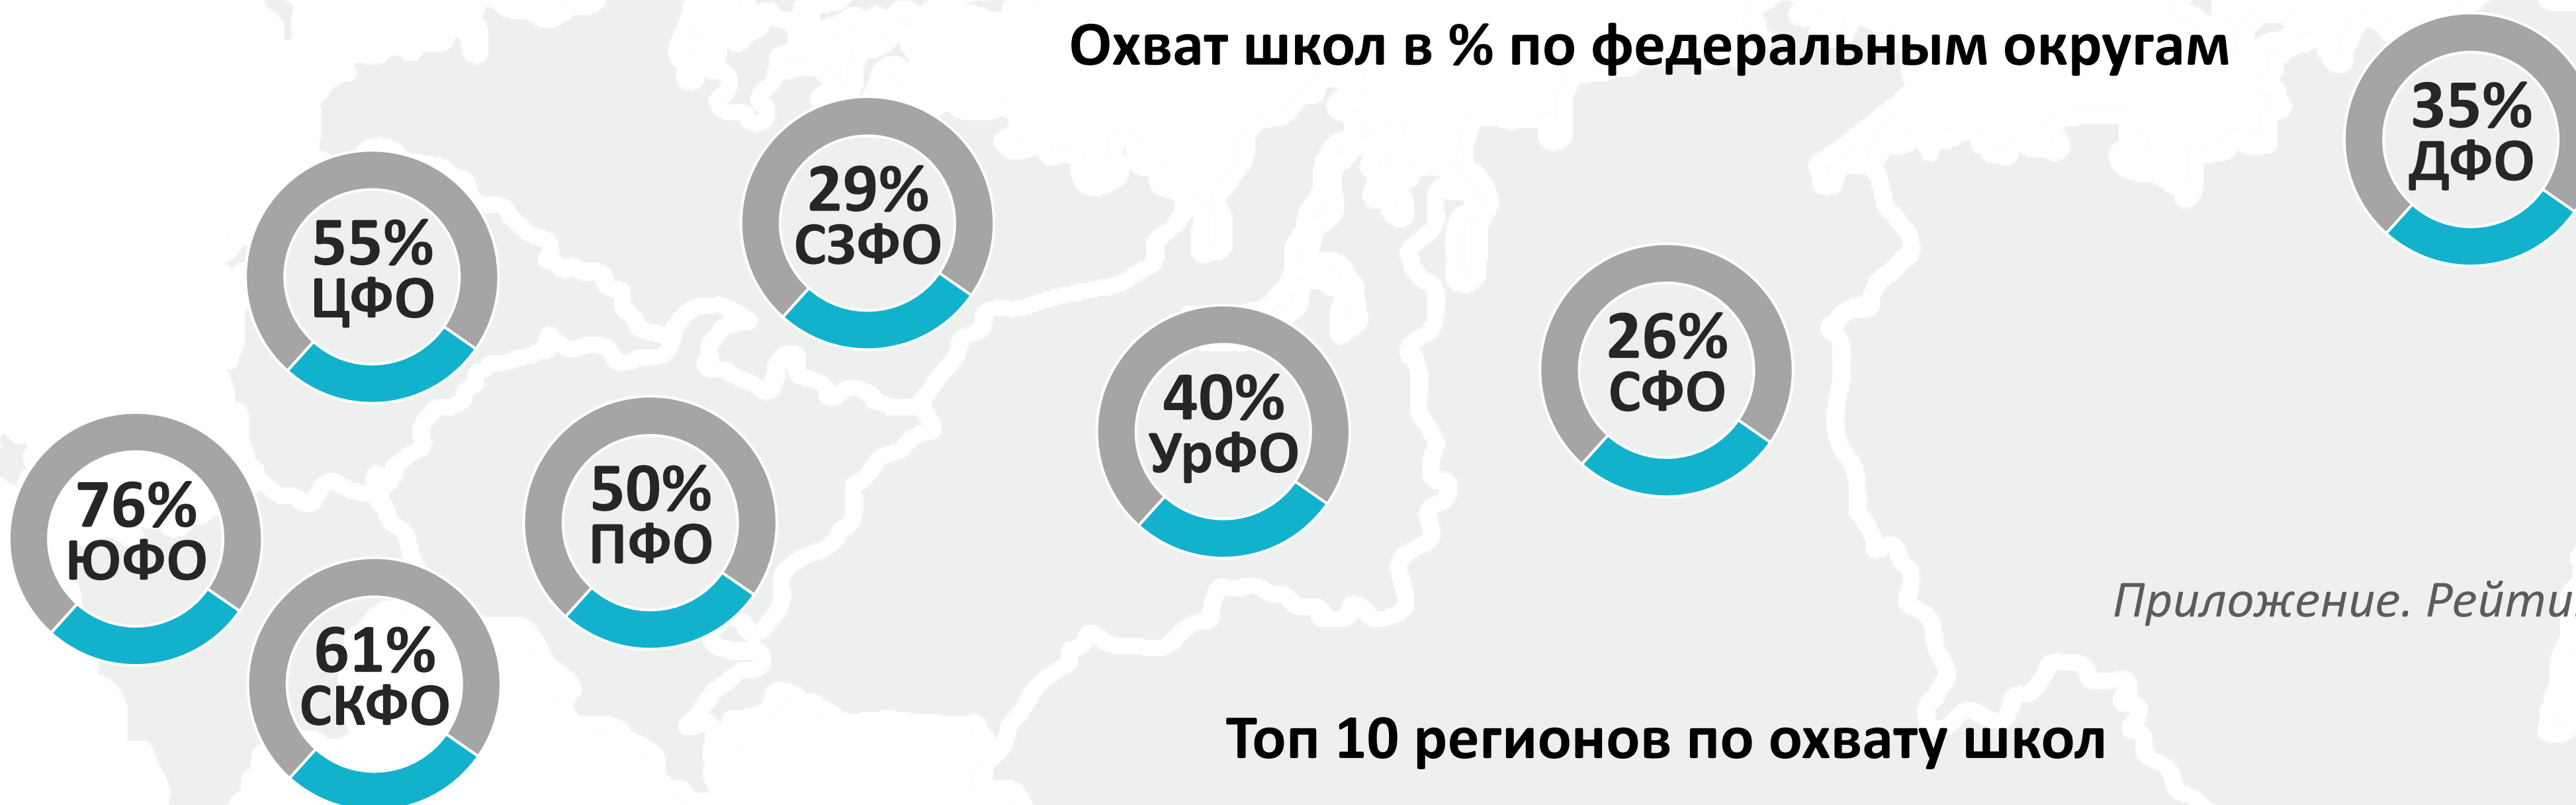 Охват школ в % по федеральным округам
35%
ДФО
29%
СЗФО
55%
ЦФО
26%
СФО
40%
УрФО
50%
ПФО
76%
ЮФО
61%
СКФО
Приложение.
Топ 10 регионов по охвату школ